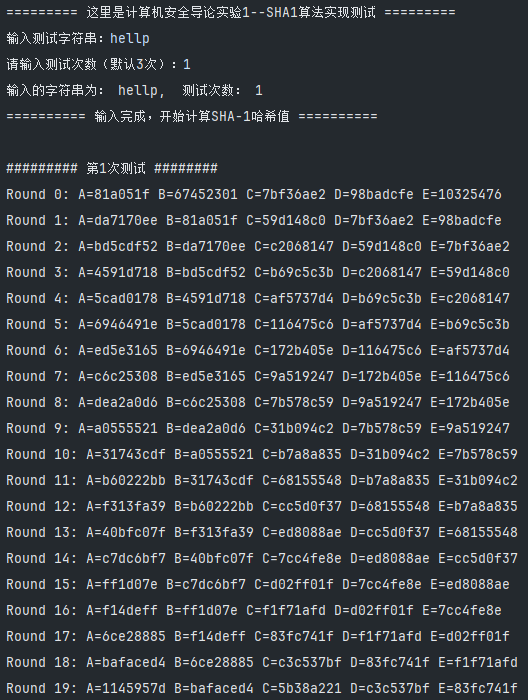 ========= 这里是计算机安全导论实验1--SHA1算法实现测试 =========
输入测试字符串：hellp
请输入测试次数（默认3次）：1
输入的字符串为： hellp, 测试次数： 1
========== 输入完成，开始计算SHA-1哈希值 ==========
######### 第1次测试 ########
Round 0: A=81a051f B=67452301 C=7bf36ae2 D=98badcfe E=10325476
Round 1: A=da7170ee B=81a051f C=59d148c0 D=7bf36ae2 E=98badcfe
Round 2: A=bd5cdf52 B=da7170ee C=c2068147 D=59d148c0 E=7bf36ae2
Round 3: A=4591d718 B=bd5cdf52 C=b69c5c3b D=c2068147 E=59d148c0
Round 4: A=5cad0178 B=4591d718 C=af5737d4 D=b69c5c3b E=c2068147
Round 5: A=6946491e B=5cad0178 C=116475c6 D=af5737d4 E=b69c5c3b
Round 6: A=ed5e3165 B=6946491e C=172b405e D=116475c6 E=af5737d4
Round 7: A=c6c25308 B=ed5e3165 C=9a519247 D=172b405e E=116475c6
Round 8: A=dea2a0d6 B=c6c25308 C=7b578c59 D=9a519247 E=172b405e
Round 9: A=a0555521 B=dea2a0d6 C=31b094c2 D=7b578c59 E=9a519247
Round 10: A=31743cdf B=a0555521 C=b7a8a835 D=31b094c2 E=7b578c59
Round 11: A=b60222bb B=31743cdf C=68155548 D=b7a8a835 E=31b094c2
Round 12: A=f313fa39 B=b60222bb C=cc5d0f37 D=68155548 E=b7a8a835
Round 13: A=40bfc07f B=f313fa39 C=ed8088ae D=cc5d0f37 E=68155548
Round 14: A=c7dc6bf7 B=40bfc07f C=7cc4fe8e D=ed8088ae E=cc5d0f37
Round 15: A=ff1d07e B=c7dc6bf7 C=d02ff01f D=7cc4fe8e E=ed8088ae
Round 16: A=f14deff B=ff1d07e C=f1f71afd D=d02ff01f E=7cc4fe8e
Round 17: A=6ce28885 B=f14deff C=83fc741f D=f1f71afd E=d02ff01f
Round 18: A=bafaced4 B=6ce28885 C=c3c537bf D=83fc741f E=f1f71afd
Round 19: A=1145957d B=bafaced4 C=5b38a221 D=c3c537bf E=83fc741f